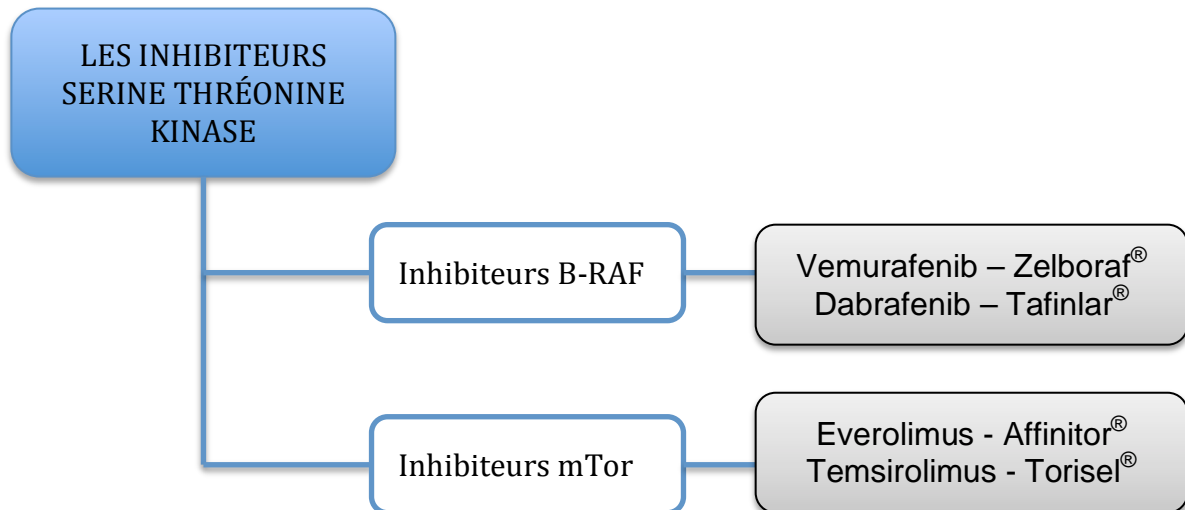 LES INHIBITEURS
SERINE THRÉONINE
KINASE
Inhibiteurs B-RAF
Vemurafenib – Zelboraf®
Dabrafenib – Tafinlar®
Inhibiteurs mTor
Everolimus - Affinitor®
Temsirolimus - Torisel®